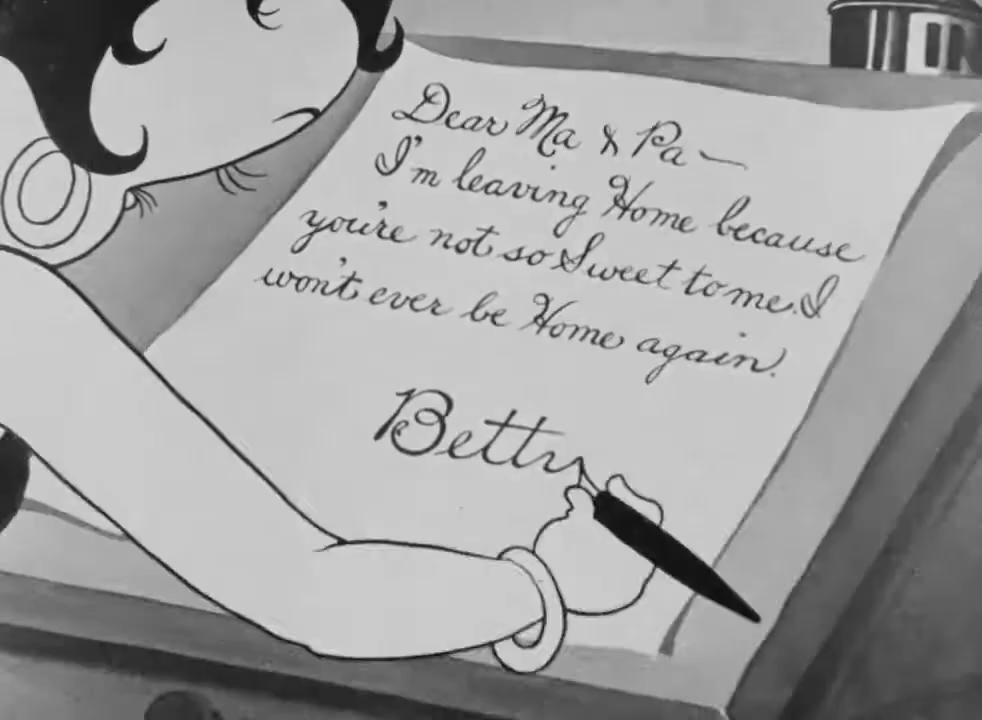 Dear Ma & Pa —
I'm leaving Home because
you're not so Sweet to me. I
won't ever be Home again.
Betty